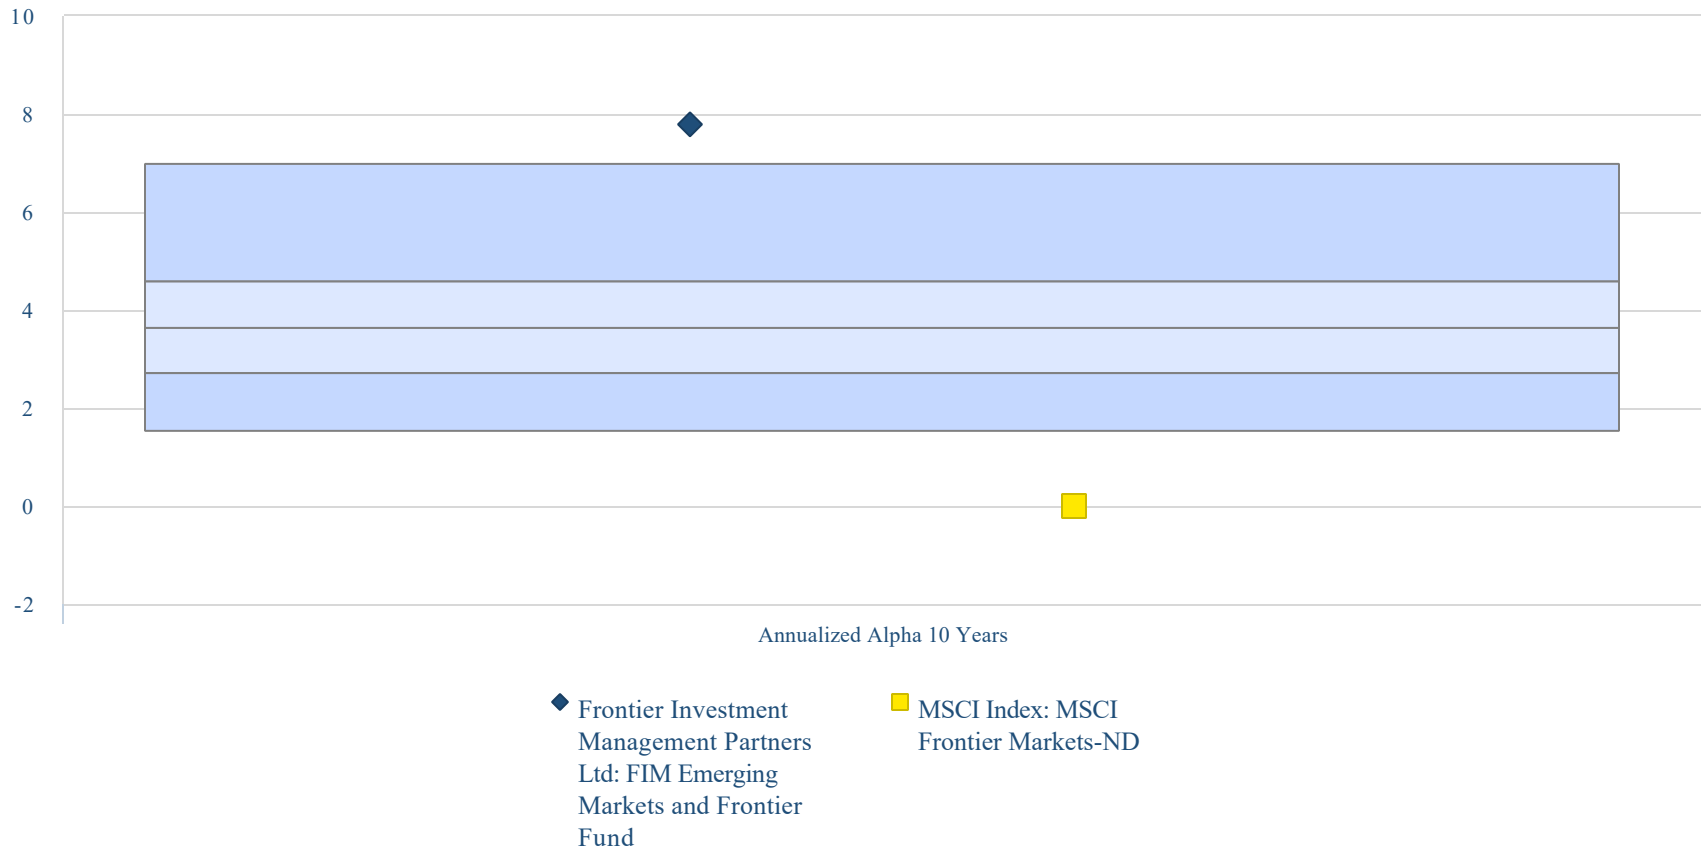 10
8
6
4
2
0
-2
Annualized Alpha 10 Years
Frontier Investment
Management Partners
Ltd: FIM Emerging
Markets and Frontier
Fund
MSCI Index: MSCI
Frontier Markets-ND